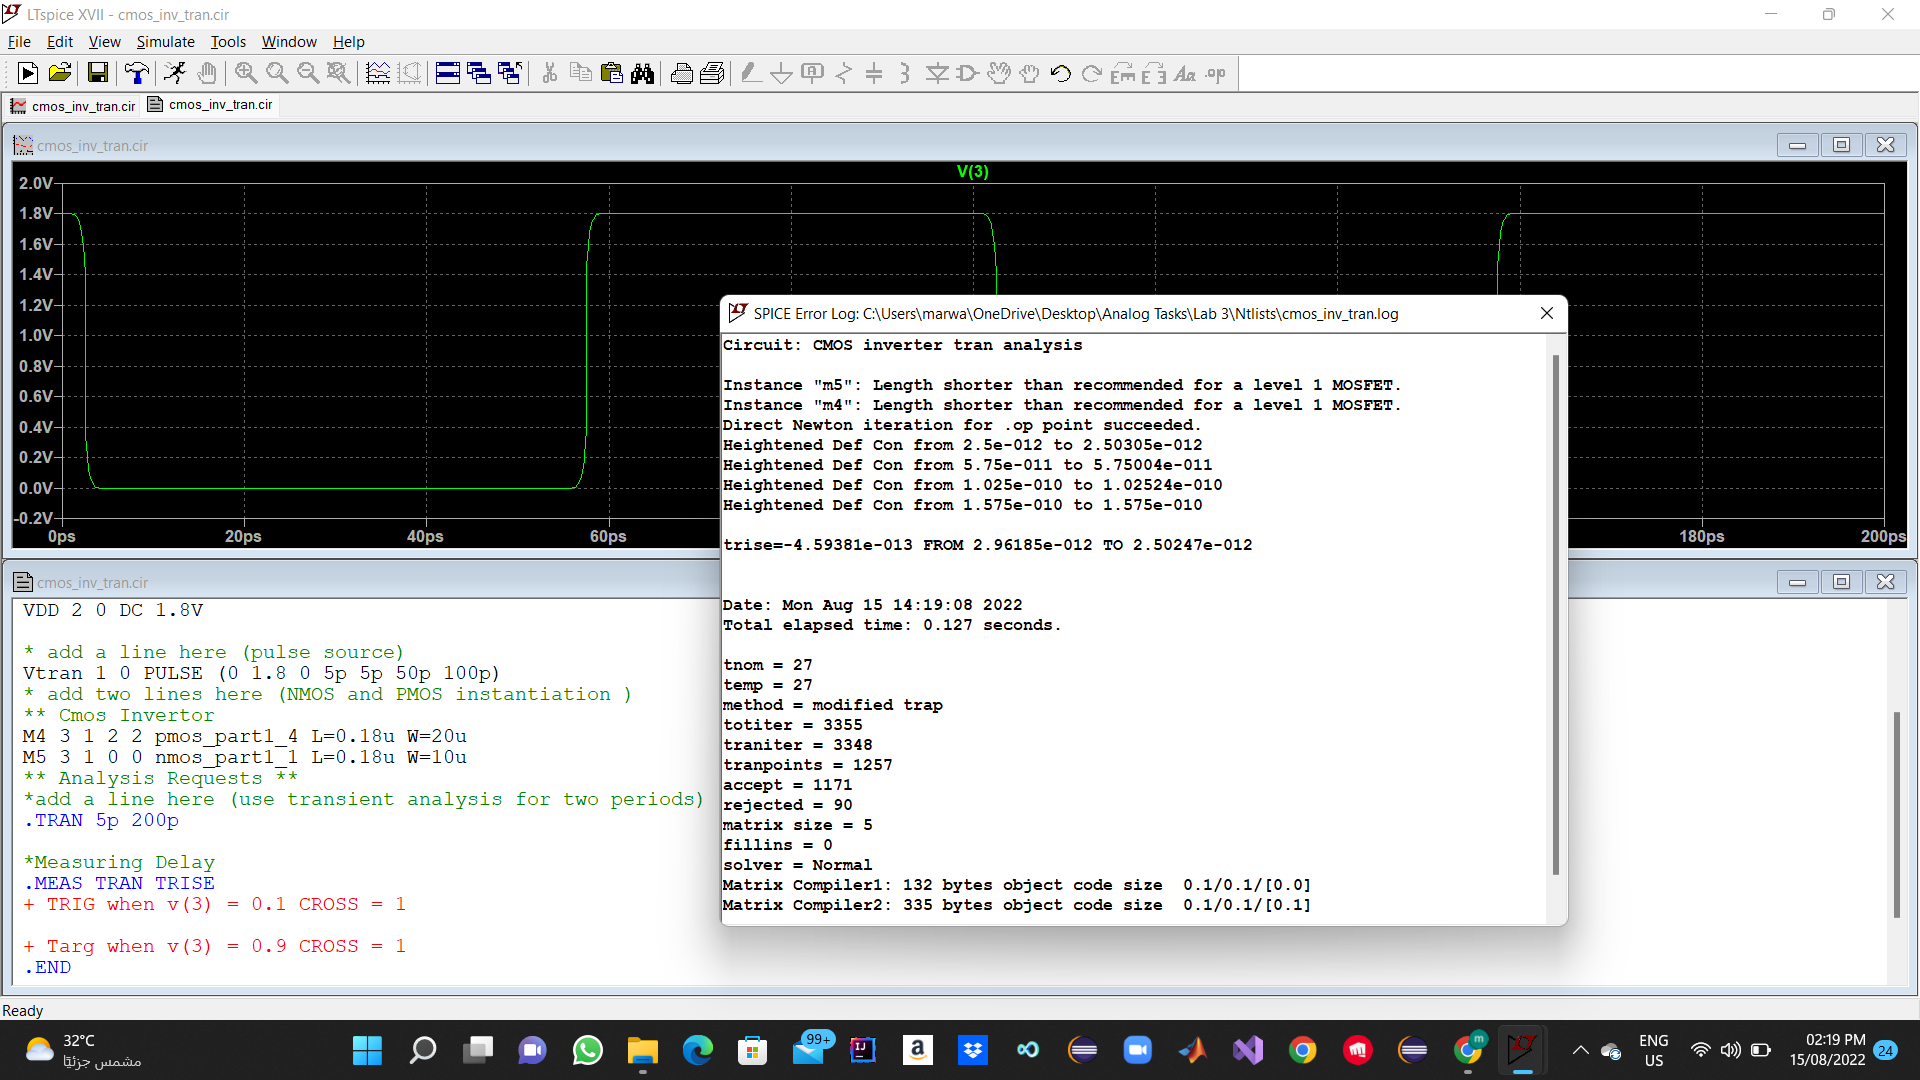 LTspice XVII - cmos_inv_tran.cir
File Edit View Simulate Tools Window Help
cmos_inv_tran.cir cmos_inv_tran.cir
cmos_inv_tran.cir
V(3)
2.0V
1.8V
1.6V
1.4V
1.2V
1.0V
0.8V
0.6V
0.4V
0.2V
0.0V
-0.2V
0ps 20ps 40ps 60ps 180ps 200ps
SPICE Error Log: C:\Users\marwa\OneDrive\Desktop\Analog Tasks\Lab 3\Ntlists\cmos_inv_tran.log
Circuit: CMOS inverter tran analysis
Instance "m5": Length shorter than recommended for a level 1 MOSFET.
Instance "m4": Length shorter than recommended for a level 1 MOSFET.
Direct Newton iteration for .op point succeeded.
Heightened Def Con from 2.5e-012 to 2.50305e-012
Heightened Def Con from 5.75e-011 to 5.75004e-011
Heightened Def Con from 1.025e-010 to 1.02524e-010
Heightened Def Con from 1.575e-010 to 1.575e-010
trise=-4.59381e-013 FROM 2.96185e-012 TO 2.50247e-012
Date: Mon Aug 15 14:19:08 2022
Total elapsed time: 0.127 seconds.
tnom = 27
temp = 27
method = modified trap
totiter = 3355
traniter = 3348
tranpoints = 1257
accept = 1171
rejected = 90
matrix size = 5
fillins = 0
solver = Normal
Matrix Compiler1: 132 bytes object code size 0.1/0.1/[0.0]
Matrix Compiler2: 335 bytes object code size 0.1/0.1/[0.1]
cmos_inv_tran.cir
VDD 2 0 DC 1.8V
* add a line here (pulse source)
Vtran 1 0 PULSE (0 1.8 0 5p 5p 50p 100p)
* add two lines here (NMOS and PMOS instantiation )
** Cmos Invertor
M4 3 1 2 2 pmos_part1_4 L=0.18u W=20u
M5 3 1 0 0 nmos_part1_1 L=0.18u W=10u
** Analysis Requests **
*add a line here (use transient analysis for two periods)
.TRAN 5p 200p
*Measuring Delay
.MEAS TRAN TRISE
+ TRIG when v(3) = 0.1 CROSS = 1
+ Targ when v(3) = 0.9 CROSS = 1
.END
Ready
32°C
مشمس جزئيًا
99+
ENG
US
02:19 PM
15/08/2022
24